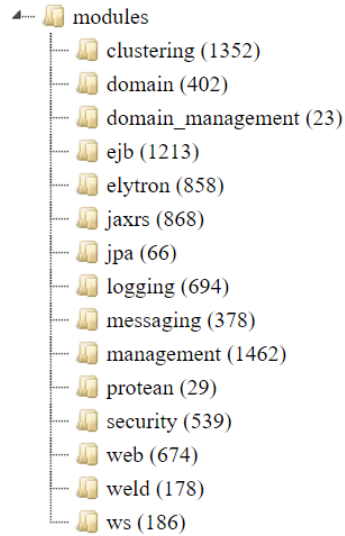 modules
clustering (1352)
domain (402)
domain_management (23)
ejb (1213)
elytron (858)
jaxrs (868)
jpa (66)
logging (694)
messaging (378)
management (1462)
protean (29)
security (539)
web (674)
weld (178)
ws (186)